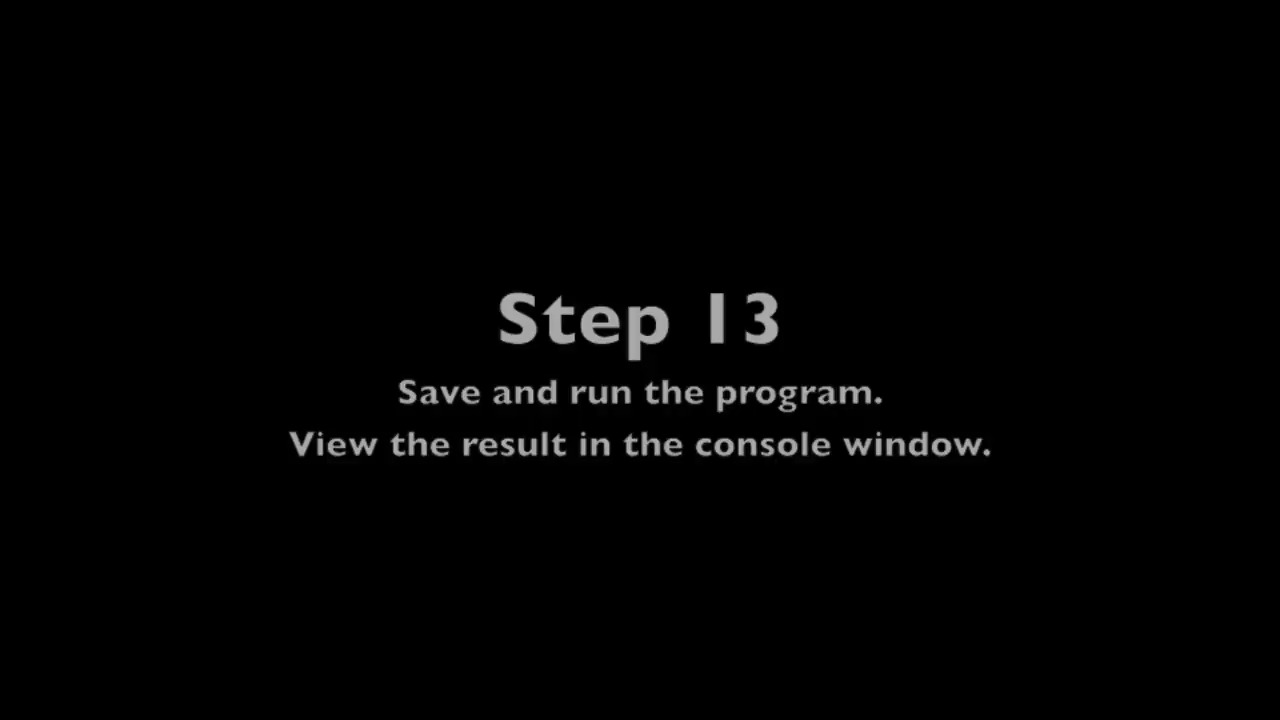 Step 13
Save and run the program.
View the result in the console window.